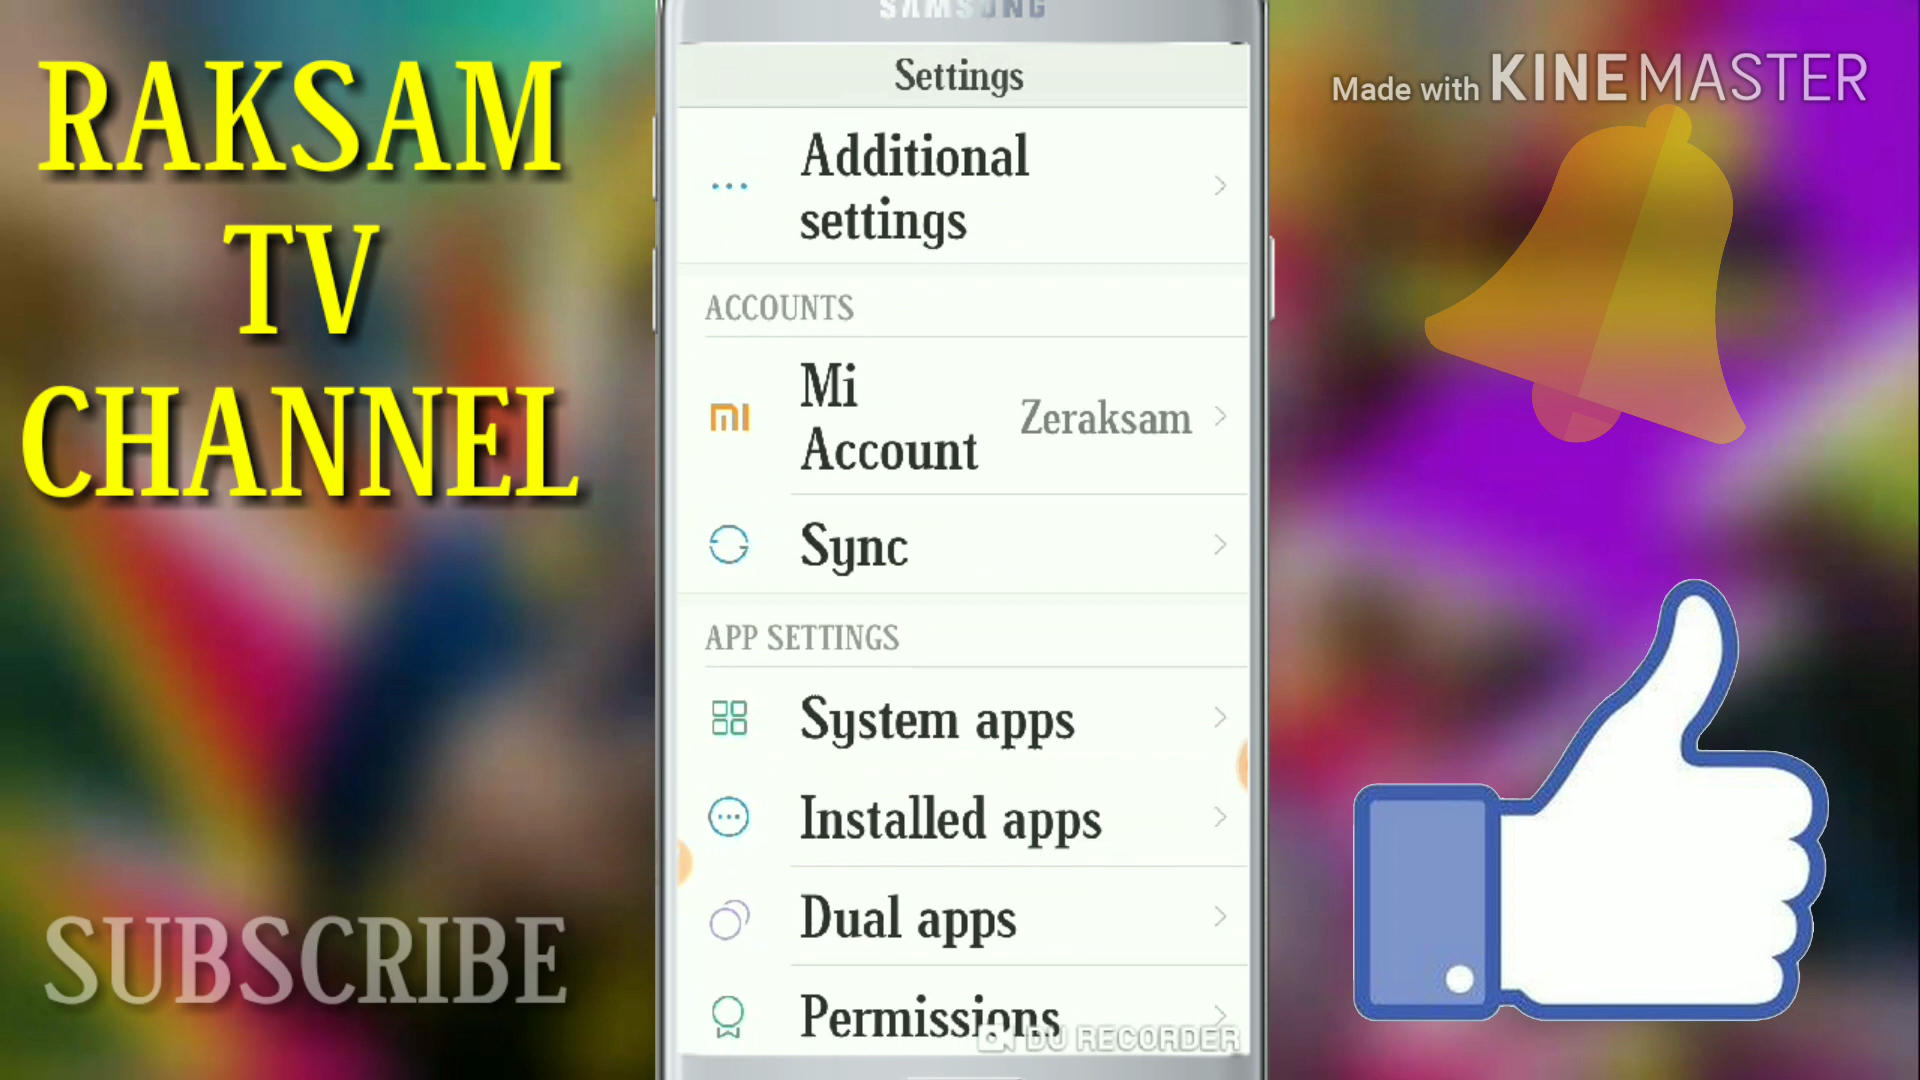 RAKSAM
TV
CHANNEL
SUBSCRIBE
SAMSUNG
Settings
Additional
settings
ACCOUNTS
Mi
Account
Zeraksam
Sync
APP SETTINGS
System apps
Installed apps
Dual apps
Permissions
DU RECORDER
Made with KINEMASTER